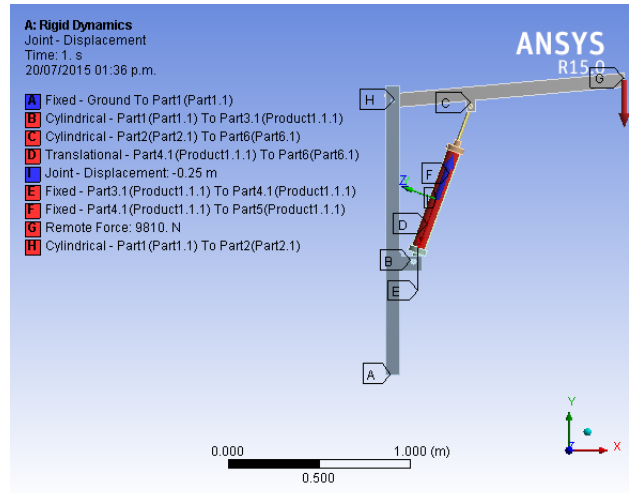 A: Rigid Dynamics
Joint - Displacement
Time: 1. s
20/07/2015 01:36 p.m.
ANSYS
R15.0
A Fixed - Ground To Part1(Part1.1)
B Cylindrical - Part1(Part1.1) To Part3.1(Product1.1.1)
C Cylindrical - Part2(Part2.1) To Part6(Part6.1)
D Translational - Part4.1(Product1.1.1) To Part6(Part6.1)
I Joint - Displacement: -0.25 m
E Fixed - Part3.1(Product1.1.1) To Part4.1(Product1.1.1)
F Fixed - Part4.1(Product1.1.1) To Part5(Product1.1.1)
G Remote Force: 9810. N
H Cylindrical - Part1(Part1.1) To Part2(Part2.1)
G
H
C
F
Z
D
B
E
A
0.000
1.000 (m)
0.500
Y
Z
X